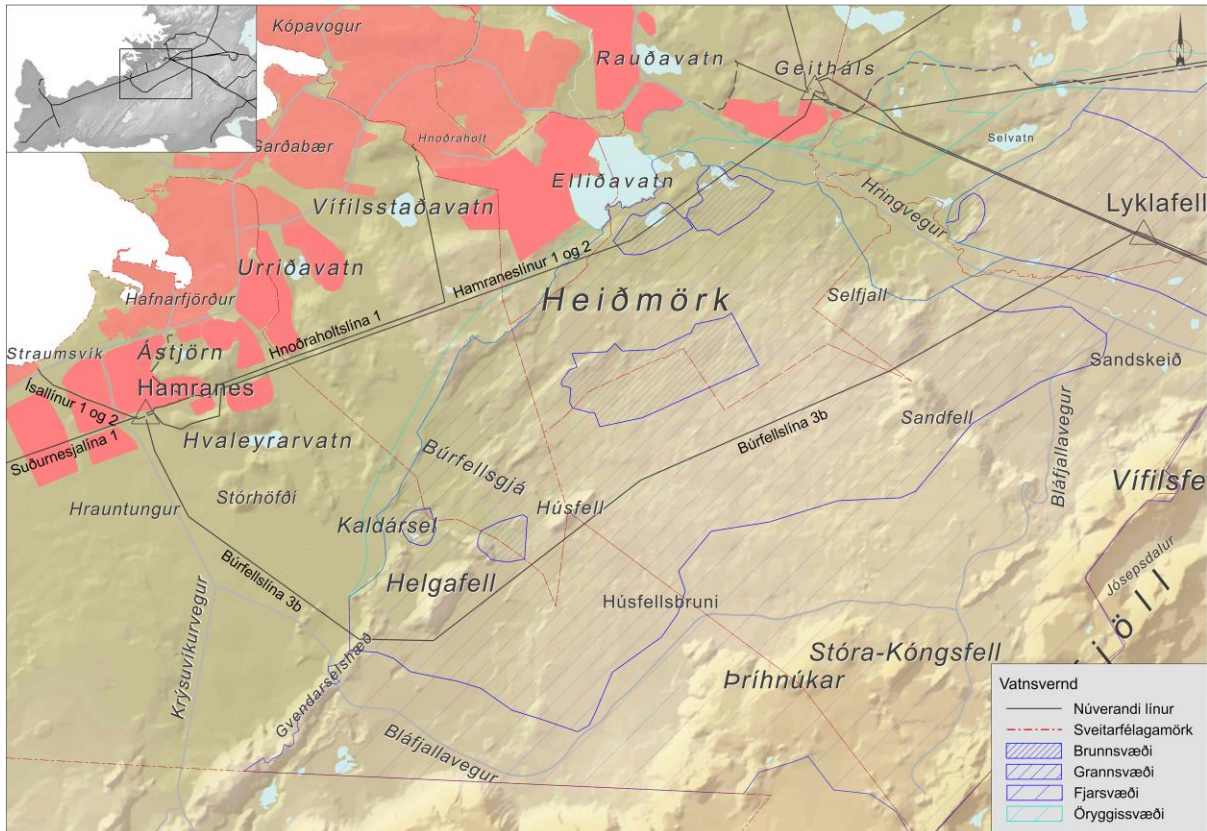 Kópavogur
Rauðavatn
Geitháls
Garðabær
Hnoðraholt
Selvatn
Elliðavatn
Vífilsstaðavatn
Hringvegur
Lyklafell
Urriðavatn
Hamraneslínur 1 og 2
Heiðmörk
Selfjall
Hafnarfjörður
Hnoðraholtslína 1
Straumsvík
Ástjörn
Sandskeið
Hamranes
Ísallínur 1 og 2
Sandfell
Suðurnesjalína 1
Hvaleyrarvatn
Búrfellslína 3b
Búrfellsgjá
Bláfjallavegur
Vífilsfe
Stórhöfði
Hrauntungur
Húsfell
Kaldársel
Jósepsdalur
Búrfellslína 3b
Helgafell
Húsfellsbruni
Krýsuvíkurvegur
Gvendarselshæð
Stóra-Kóngsfell
Þríhnúkar
Bláfjallavegur
jöll
Vatnsvernd
Núverandi línur
Sveitarfélagamörk
Brunnsvæði
Grannsvæði
Fjarsvæði
Öryggissvæði